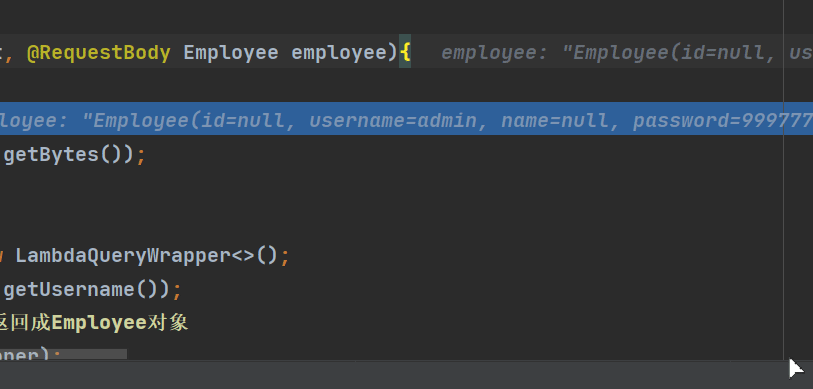 , @RequestBody Employee employee){ employee: "Employee(id=null, us
loyee: "Employee(id=null, username=admin, name=null, password=999777
getBytes());
LambdaQueryWrapper<>();
getUsername());
返回成Employee对象
pper);